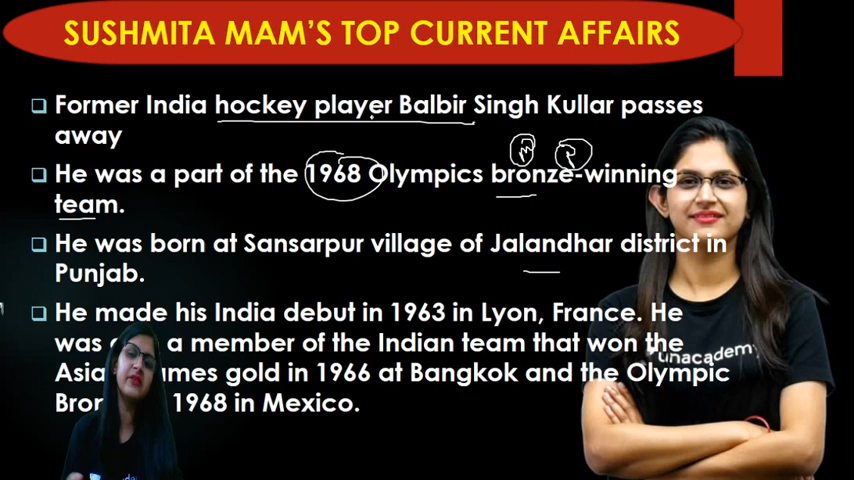 SUSHMITA MAM'S TOP CURRENT AFFAIRS
Former India hockey player Balbir Singh Kullar passes
away
He was a part of the 1968 Olympics bronze-winning
team.
He was born at Sansarpur village of Jalandhar district in
Punjab.
He made his India debut in 1963 in Lyon, France. He
was a member of the Indian team that won the
unacademy
gold in 1966 at Bangkok and the Olympic
1968 in Mexico.